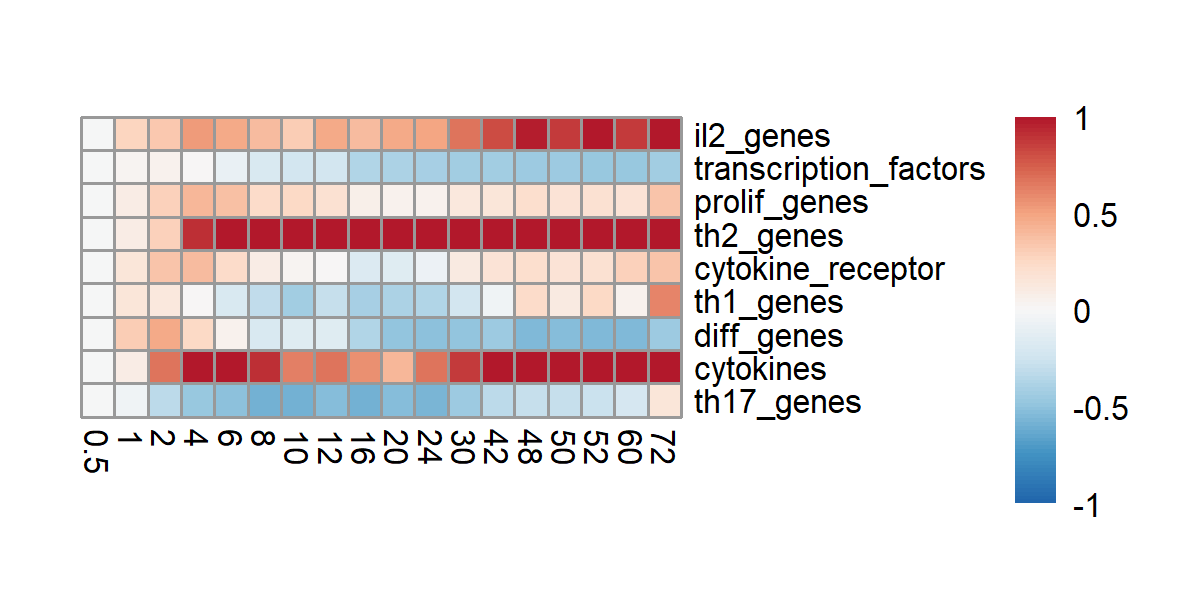 il2_genes
transcription_factors
prolif_genes
th2_genes
cytokine_receptor
th1_genes
diff_genes
cytokines
th17_genes
0.5 1 2 4 6 8 10 12 16 20 24 30 42 48 50 52 60 72
1
0.5
0
-0.5
-1